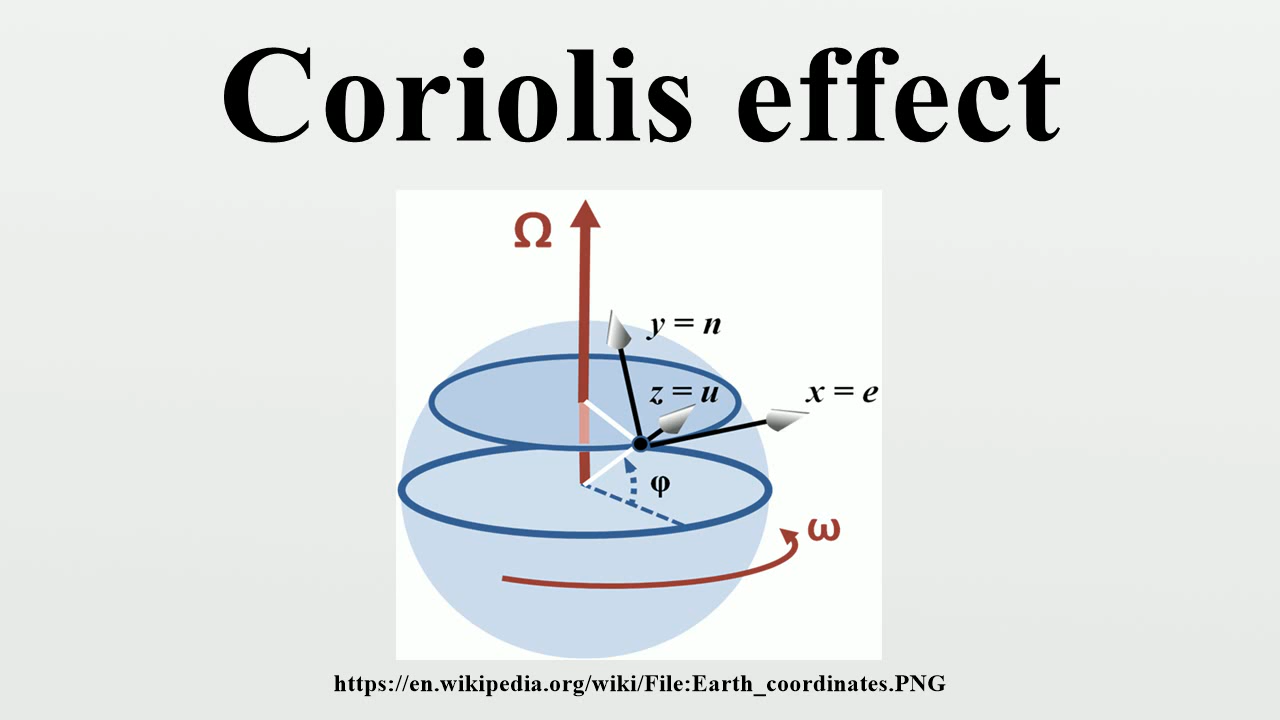 Coriolis effect
Ω
y = n
z = u
x = e
φ
ω
https://en.wikipedia.org/wiki/File:Earth_coordinates.PNG